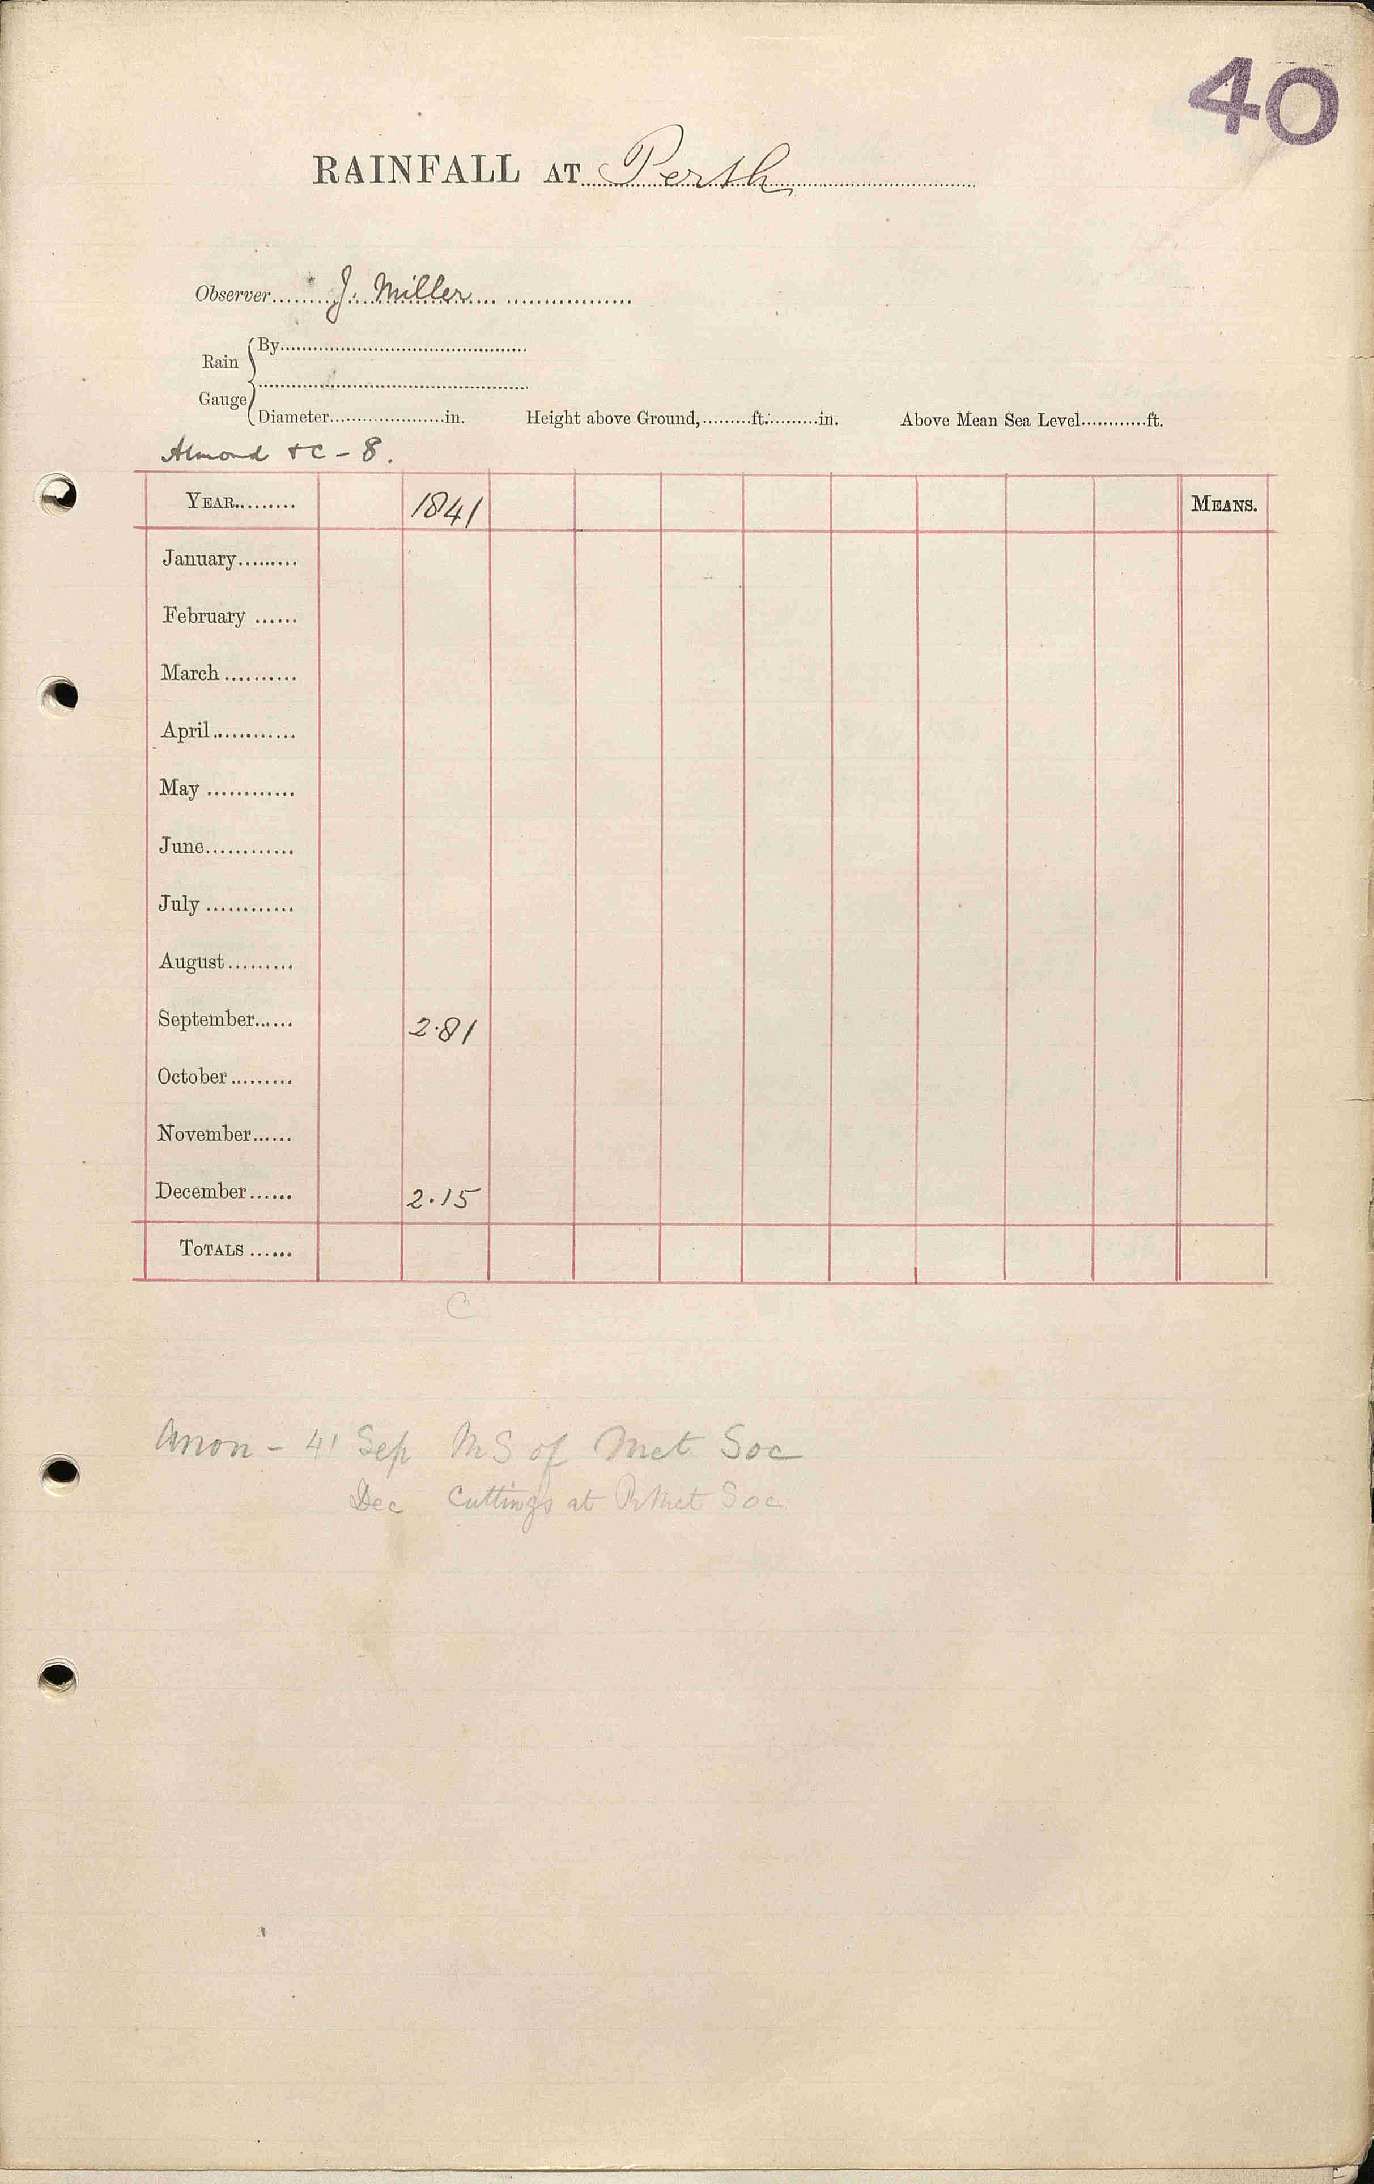 40
RAINFALL AT Perth
Observer J. Miller
Rain Gauge
By
Diameter in. Height above Ground, ft. in. Above Mean Sea Level ft.
Almond &c - 8.
YEAR 1841 MEANS.
January
February
March
April
May
June
July
August
September 2.81
October
November
December 2.15
TOTALS
C
Anon - 41 Sep MS of Met Soc
Dec Cuttings at Met Soc